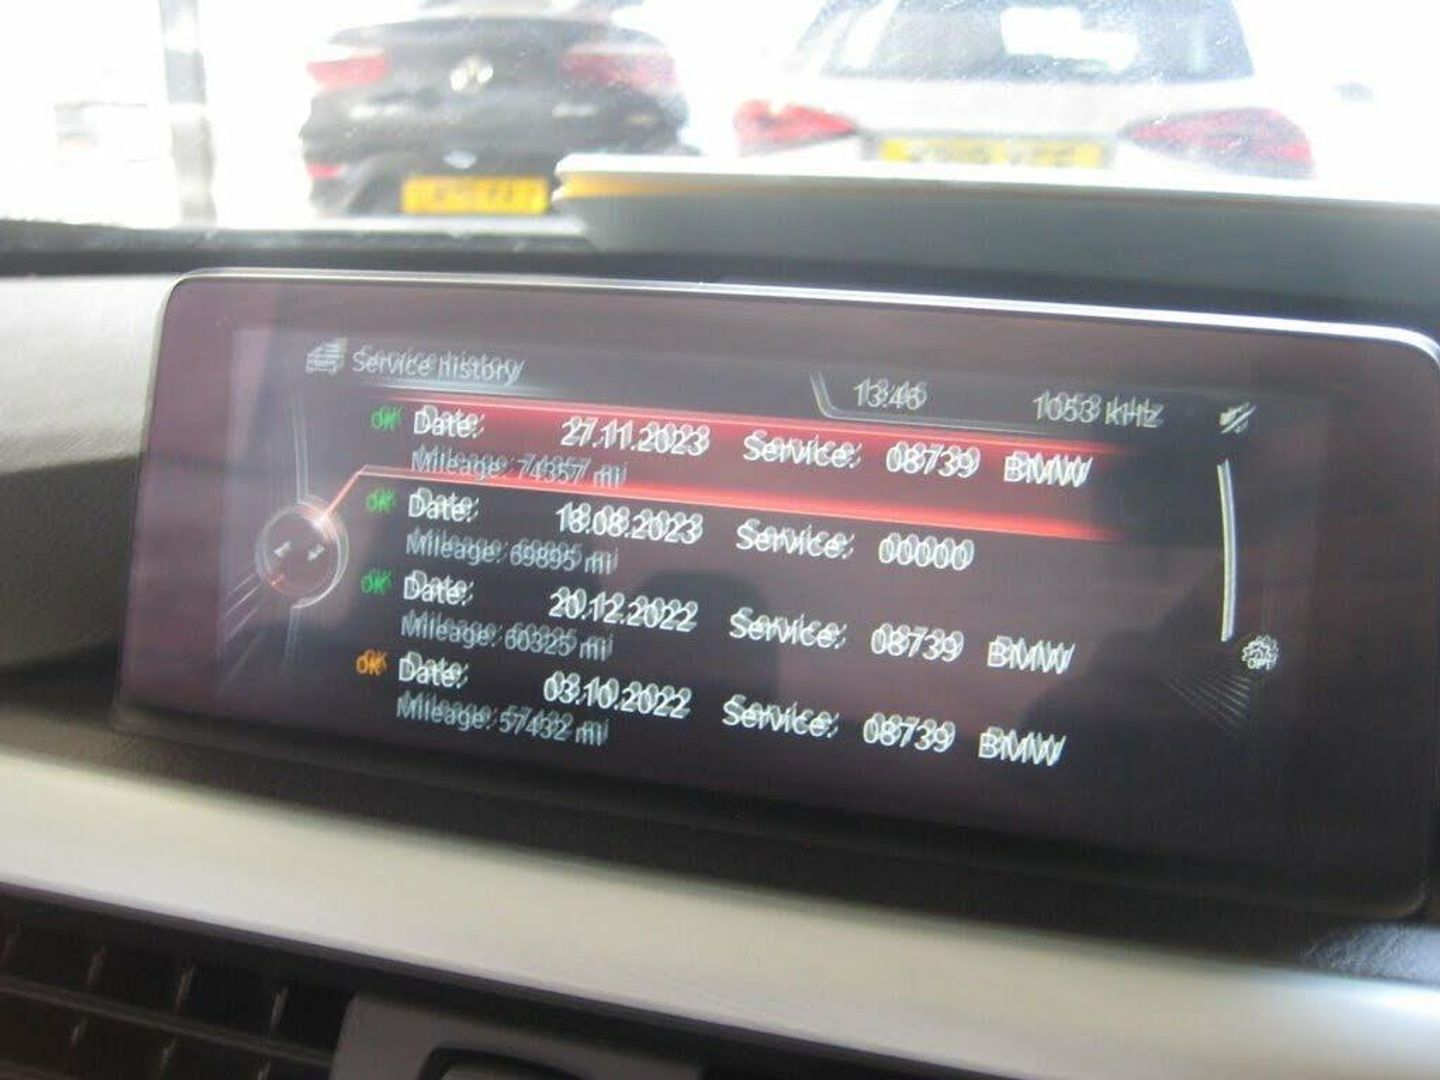 Service history
13:46 1053 kHz
OK Date: 27.11.2023 Service: 08739 BMW
Mileage: 74357 mi
OK Date: 18.08.2023 Service: 00000
Mileage: 69895 mi
OK Date: 20.12.2022 Service: 08739 BMW
Mileage: 60325 mi
OK Date: 03.10.2022 Service: 08739 BMW
Mileage: 57432 mi